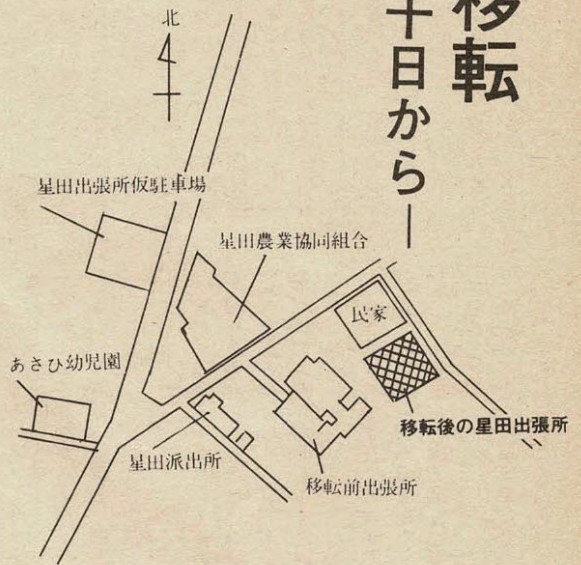 移転
十日から―
北
星田出張所仮駐車場
星田農業協同組合
民家
あさひ幼児園
移転後の星田出張所
星田派出所
移転前出張所